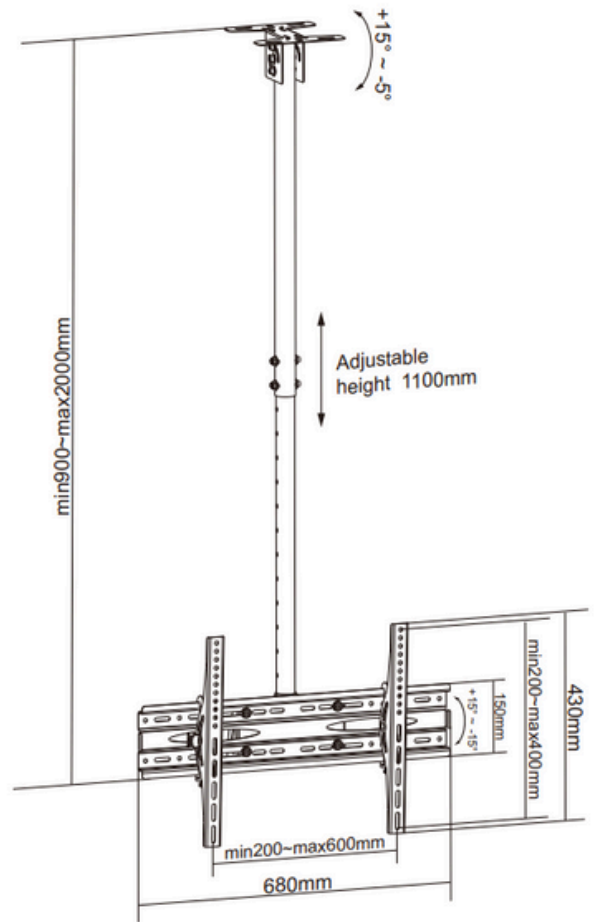 +15° ~ -5°
min900~max2000mm
Adjustable
height 1100mm
+15° ~ -15°
150mm
min200~max400mm
430mm
min200~max600mm
680mm